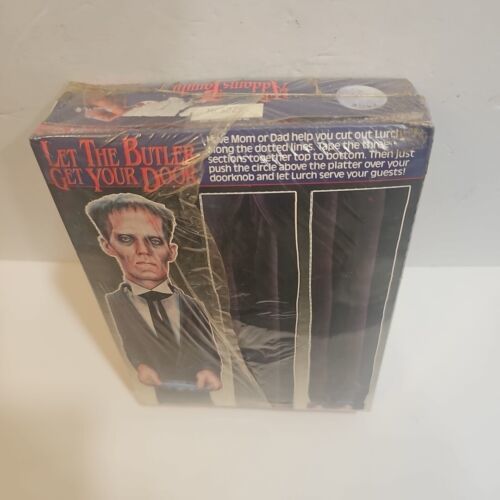 Addams Family
LET THE BUTLER
GET YOUR DOOR
Have Mom or Dad help you cut out Lurch
along the dotted lines. Tape the three
sections together top to bottom. Then just
push the circle above the platter over your
doorknob and let Lurch serve your guests!